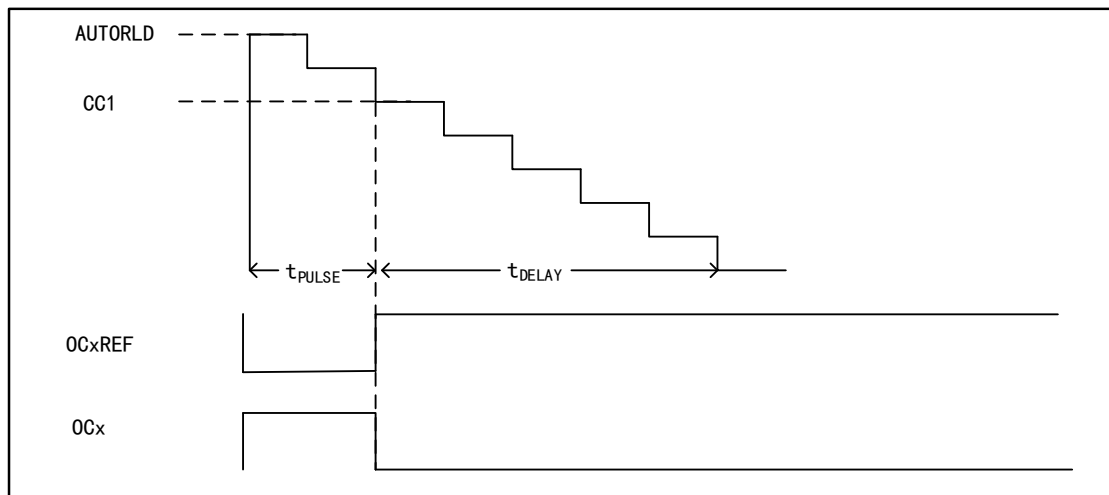 AUTORLD
CC1
tPULSE
tDELAY
OCxREF
OCx